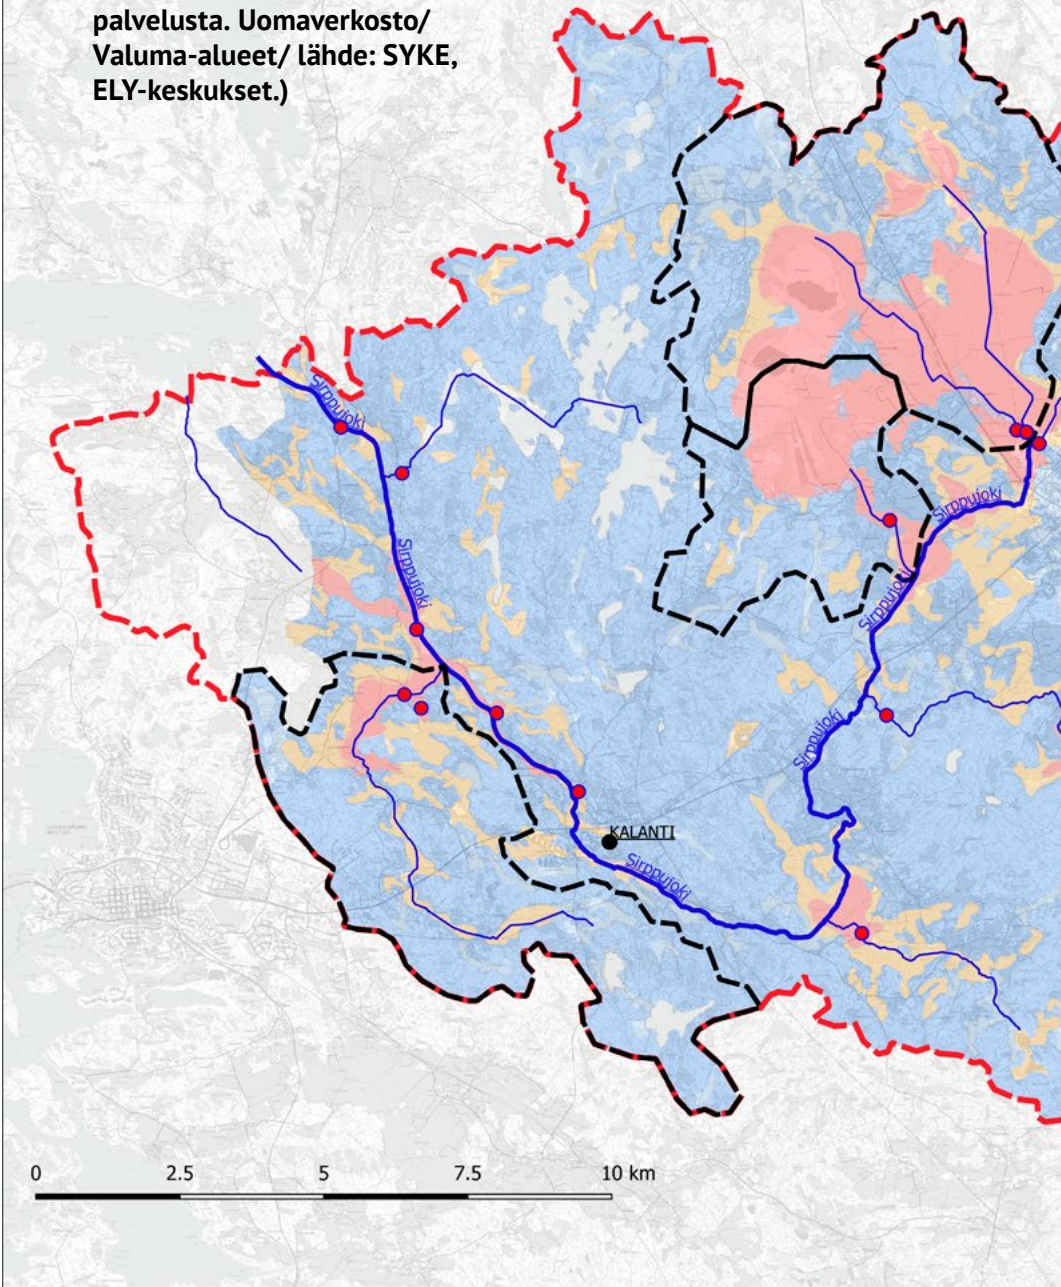 palvelusta. Uomaverkosto/
Valuma-alueet/ lähde: SYKE,
ELY-keskukset.)
Sirppujoki
Sirppujoki
Sirppujoki
Sirppujoki
Sirppujoki
KALANTI
Sirppujoki
0 2.5 5 7.5 10 km